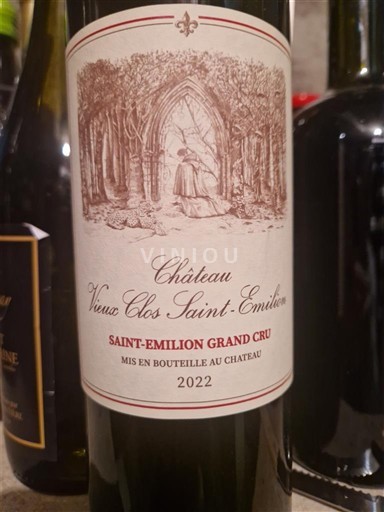 VINIOU
Château
Vieux Clos Saint-Emilion
SAINT-EMILION GRAND CRU
MIS EN BOUTEILLE AU CHATEAU
2022